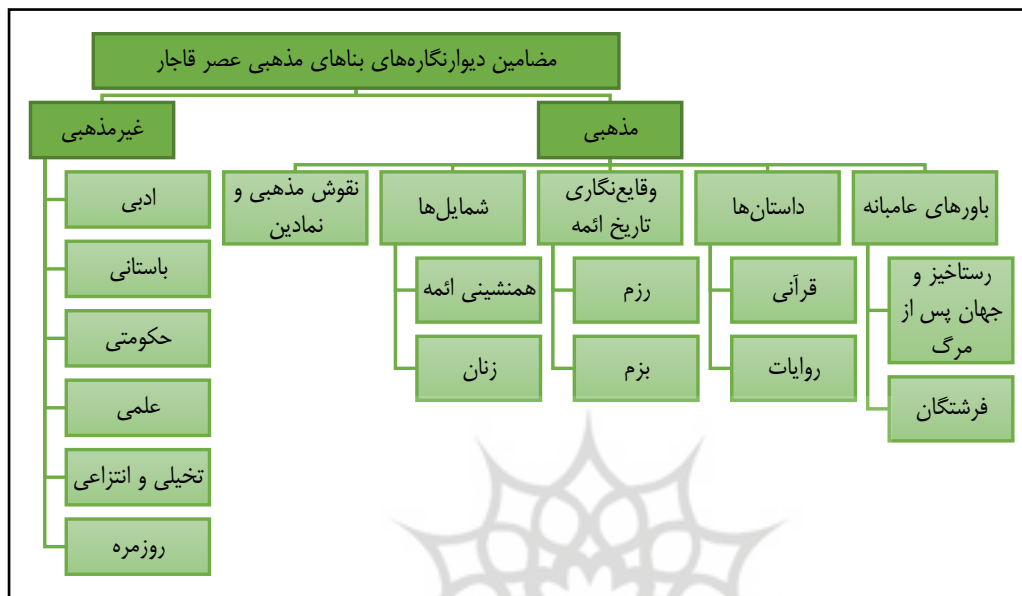 مضامین دیوارنگاره‌های بناهای مذهبی عصر قاجار
مذهبی
باورهای عامیانه
رستاخیز و
جهان پس از
مرگ
فرشتگان
داستان‌ها
قرآنی
روایات
وقایع‌نگاری
تاریخ ائمه
رزم
بزم
شمایل‌ها
همنشینی ائمه
زنان
نقوش مذهبی و
نمادین
غیرمذهبی
ادبی
باستانی
حکومتی
علمی
تخیلی و انتزاعی
روزمره